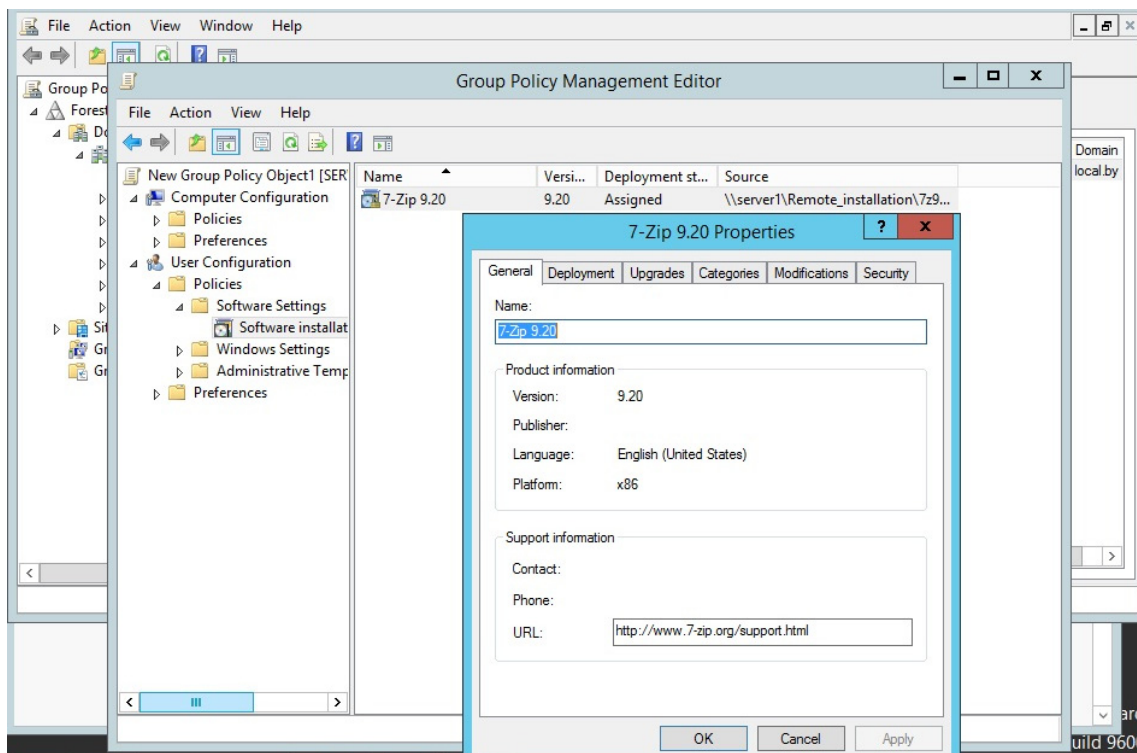 File Action View Window Help
Group Policy Management Editor
Group Po
Forest
Do
Sit
Gr
Gr
File Action View Help
New Group Policy Object1 [SER
Computer Configuration
Policies
Preferences
User Configuration
Policies
Software Settings
Software installat
Windows Settings
Administrative Temp
Preferences
Name Versi... Deployment st... Source
7-Zip 9.20 9.20 Assigned \\server1\Remote_installation\7z9...
Domain
local.by
7-Zip 9.20 Properties
General Deployment Upgrades Categories Modifications Security
Name:
7-Zip 9.20
Product information
Version: 9.20
Publisher:
Language: English (United States)
Platform: x86
Support information
Contact:
Phone:
URL: http://www.7-zip.org/support.html
OK Cancel Apply
uild 960